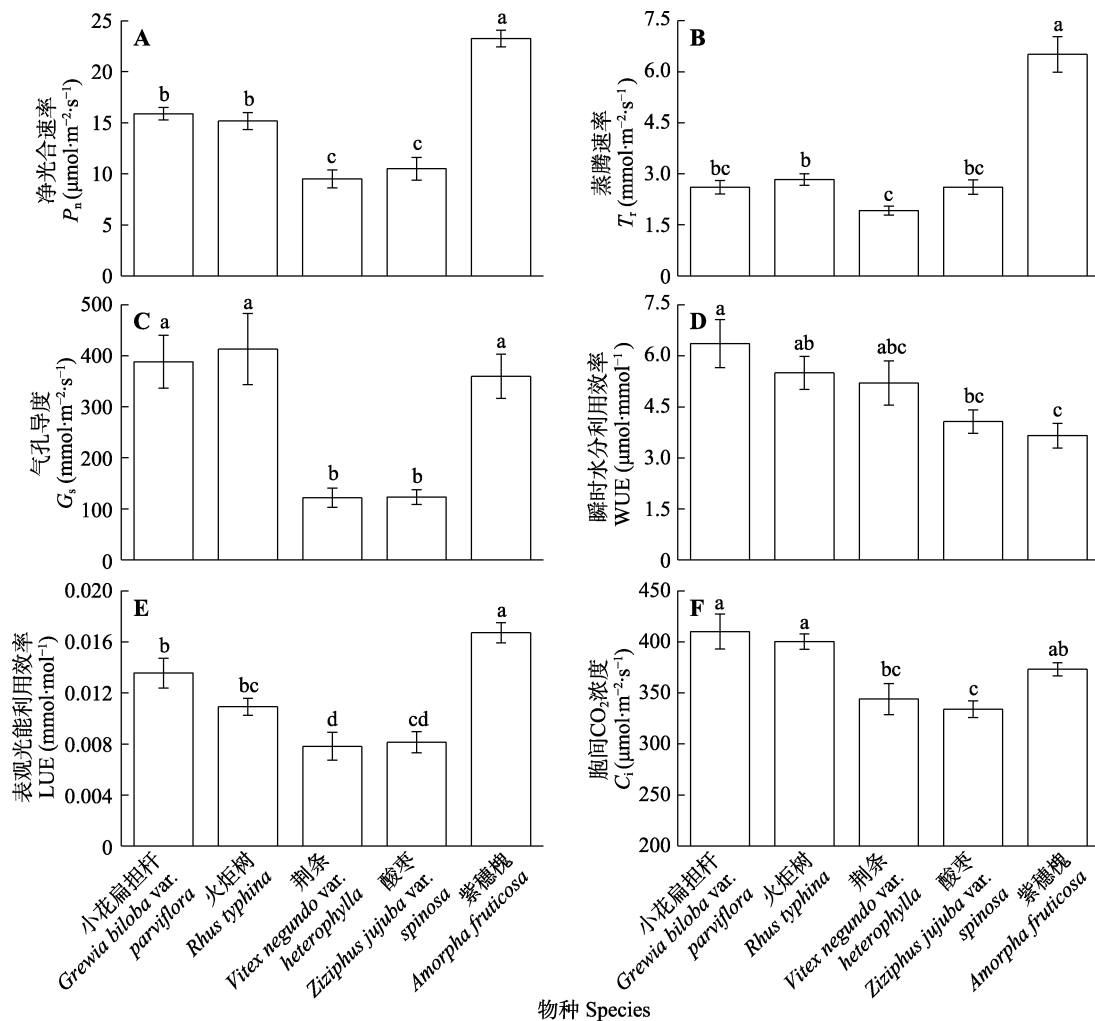 A
净光合速率
Pn (μmol·m⁻²·s⁻¹)
25
20
15
10
5
0
b
b
c
c
a
B
蒸腾速率
Tr (mmol·m⁻²·s⁻¹)
7.5
6.0
4.5
3.0
1.5
0
bc
b
c
bc
a
C
气孔导度
Gs (mmol·m⁻²·s⁻¹)
500
400
300
200
100
0
a
a
b
b
a
D
瞬时水分利用效率
WUE (μmol·mmol⁻¹)
7.5
6.0
4.5
3.0
1.5
0
a
ab
abc
bc
c
E
表观光能利用效率
LUE (mmol·mol⁻¹)
0.020
0.016
0.012
0.008
0.004
0
b
bc
d
cd
a
F
胞间CO₂浓度
Ci (μmol·m⁻²·s⁻¹)
450
400
350
300
250
200
a
a
bc
c
ab
小花扁担杆
Grewia biloba var.
parviflora
火炬树
Rhus typhina
荆条
Vitex negundo var.
heterophylla
酸枣
Ziziphus jujuba var.
spinosa
紫穗槐
Amorpha fruticosa
小花扁担杆
Grewia biloba var.
parviflora
火炬树
Rhus typhina
荆条
Vitex negundo var.
heterophylla
酸枣
Ziziphus jujuba var.
spinosa
紫穗槐
Amorpha fruticosa
物种 Species